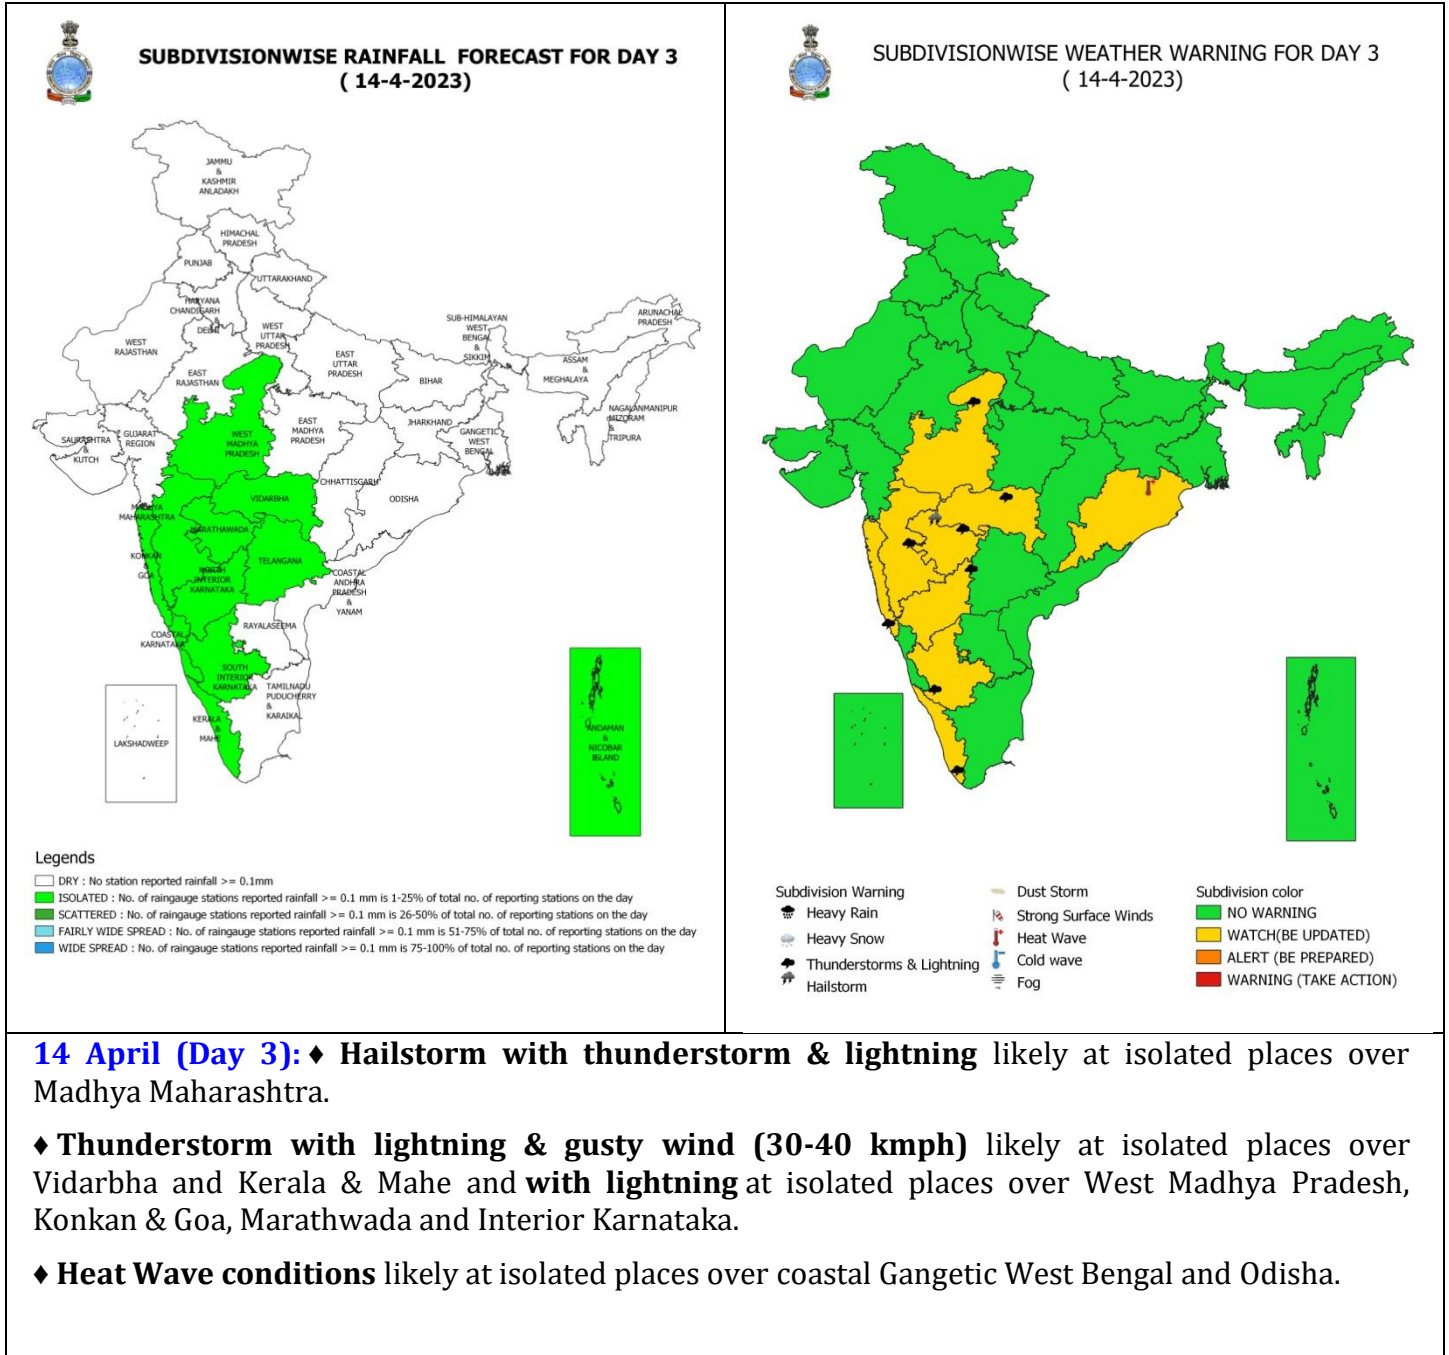 SUBDIVISIONWISE RAINFALL FORECAST FOR DAY 3
( 14-4-2023)
JAMMU
&
KASHMIR
ANLADAKH
HIMACHAL
PRADESH
PUNJAB
UTTARAKHAND
HARYANA
CHANDIGARH
&
DELHI
WEST
UTTAR
PRADESH
WEST
RAJASTHAN
EAST
RAJASTHAN
EAST
UTTAR
PRADESH
SUB-HIMALAYAN
WEST
BENGAL
&
SIKKIM
ARUNACHAL
PRADESH
ASSAM
&
MEGHALAYA
BIHAR
NAGALANMANIPUR
MIZORAM
&
TRIPURA
JHARKHAND
GANGETIC
WEST
BENGAL
EAST
MADHYA
PRADESH
WEST
MADHYA
PRADESH
GUJARAT
REGION
SAURASHTRA
&
KUTCH
CHHATTISGARH
ODISHA
VIDARBHA
MADHYA
MAHARASHTRA
MARATHAWADA
KONKAN
&
GOA
TELANGANA
NORTH
INTERIOR
KARNATAKA
COASTAL
ANDHRA
PRADESH
&
YANAM
RAYALASEEMA
COASTAL
KARNATAKA
SOUTH
INTERIOR
KARNATAKA
TAMILNADU
PUDUCHERRY
&
KARAIKAL
KERALA
&
MAHE
LAKSHADWEEP
ANDAMAN
&
NICOBAR
ISLAND
Legends
DRY : No station reported rainfall >= 0.1mm
ISOLATED : No. of raingauge stations reported rainfall >= 0.1 mm is 1-25% of total no. of reporting stations on the day
SCATTERED : No. of raingauge stations reported rainfall >= 0.1 mm is 26-50% of total no. of reporting stations on the day
FAIRLY WIDE SPREAD : No. of raingauge stations reported rainfall >= 0.1 mm is 51-75% of total no. of reporting stations on the day
WIDE SPREAD : No. of raingauge stations reported rainfall >= 0.1 mm is 75-100% of total no. of reporting stations on the day
SUBDIVISIONWISE WEATHER WARNING FOR DAY 3
( 14-4-2023)
Subdivision Warning
Heavy Rain
Heavy Snow
Thunderstorms & Lightning
Hailstorm
Dust Storm
Strong Surface Winds
Heat Wave
Cold wave
Fog
Subdivision color
NO WARNING
WATCH(BE UPDATED)
ALERT (BE PREPARED)
WARNING (TAKE ACTION)
14 April (Day 3): ♦ Hailstorm with thunderstorm & lightning likely at isolated places over
Madhya Maharashtra.
♦ Thunderstorm with lightning & gusty wind (30-40 kmph) likely at isolated places over
Vidarbha and Kerala & Mahe and with lightning at isolated places over West Madhya Pradesh,
Konkan & Goa, Marathwada and Interior Karnataka.
♦ Heat Wave conditions likely at isolated places over coastal Gangetic West Bengal and Odisha.